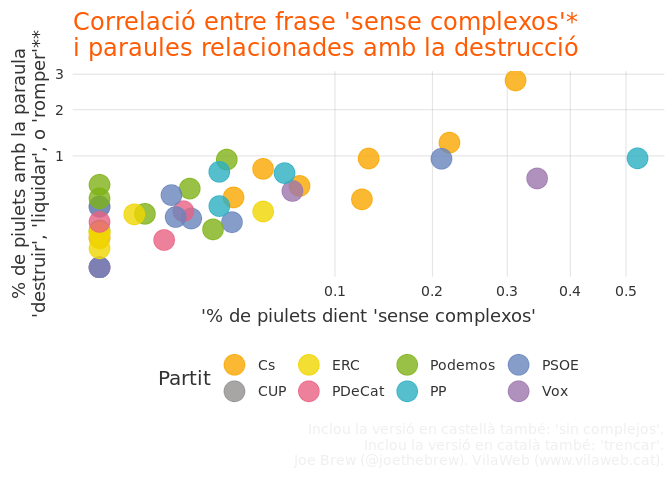 Correlació entre frase 'sense complexos'*
i paraules relacionades amb la destrucció
% de piulets amb la paraula
'destruir', 'liquidar', o 'romper'**
3
2
1
0.1
0.2
0.3
0.4
0.5
'% de piulets dient 'sense complexos'
Partit
Cs
ERC
Podemos
PSOE
CUP
PDeCat
PP
Vox
Inclou la versió en castellà també: 'sin complejos'.
Inclou la versió en català també: 'trencar'.
Joe Brew (@joethebrew). VilaWeb (www.vilaweb.cat)